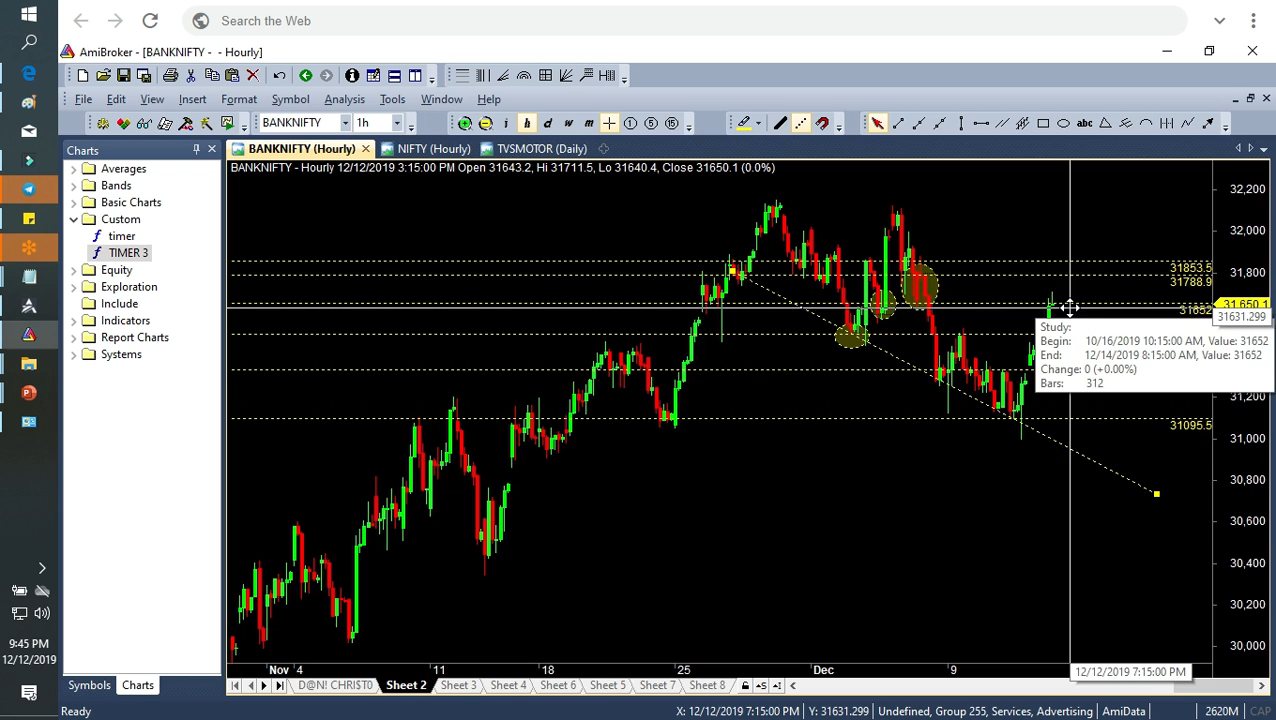 Search the Web
AmiBroker - [BANKNIFTY - - Hourly]
File Edit View Insert Format Symbol Analysis Tools Window Help
BANKNIFTY 1h i h d w m 1 5 15 abc
Charts
BANKNIFTY (Hourly) NIFTY (Hourly) TVSMOTOR (Daily)
BANKNIFTY - Hourly 12/12/2019 3:15:00 PM Open 31643.2, Hi 31711.5, Lo 31640.4, Close 31650.1 (0.0%)
Averages
Bands
Basic Charts
Custom
timer
TIMER 3
Equity
Exploration
Include
Indicators
Report Charts
Systems
32,200
32,000
31853.5
31,800
31788.9
31,650.1
31652
31631.299
Study:
Begin: 10/16/2019 10:15:00 AM, Value: 31652
End: 12/14/2019 8:15:00 AM, Value: 31652
Change: 0 (+0.00%)
Bars: 312
31,200
31095.5
31,000
30,800
30,600
30,400
30,200
30,000
Nov 4 11 18 25 Dec 9
12/12/2019 7:15:00 PM
9:45 PM
12/12/2019
Symbols Charts
D@N! CHR!$T0 Sheet 2 Sheet 3 Sheet 4 Sheet 6 Sheet 5 Sheet 7 Sheet 8
Ready
X: 12/12/2019 7:15:00 PM Y: 31631.299 Undefined, Group 255, Services, Advertising AmiData 2620M CAP